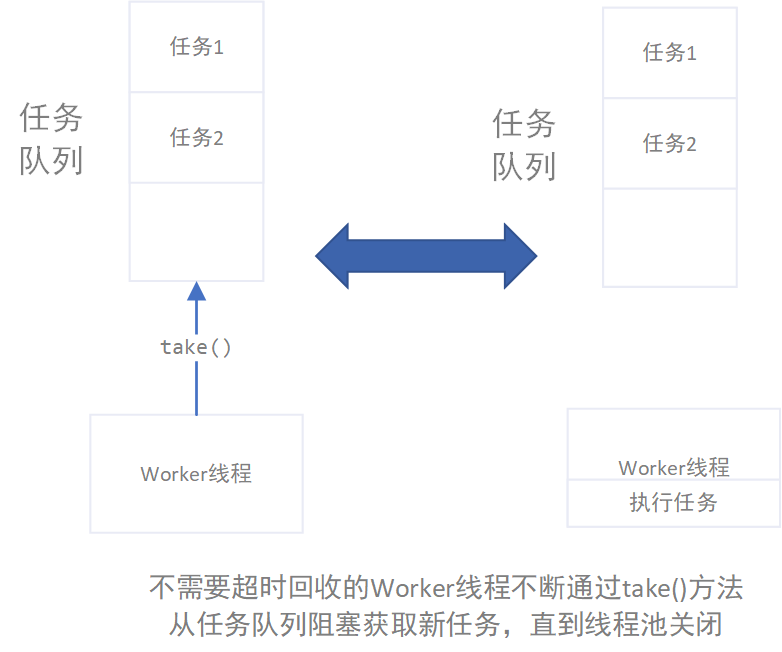 任务1
任务2
任务
队列
take()
Worker线程
任务1
任务2
任务
队列
Worker线程
执行任务
不需要超时回收的Worker线程不断通过take()方法
从任务队列阻塞获取新任务，直到线程池关闭